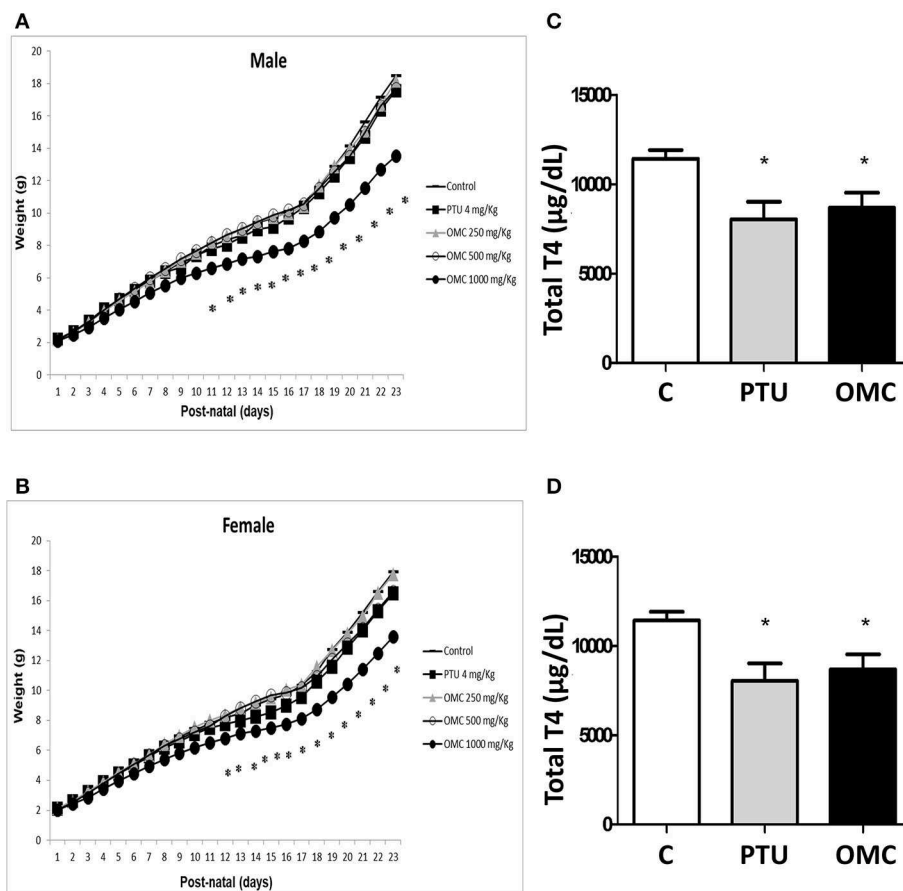 A
Male
Weight (g)
20
18
16
14
12
10
8
6
4
2
0
1 2 3 4 5 6 7 8 9 10 11 12 13 14 15 16 17 18 19 20 21 22 23
Post-natal (days)
Control
PTU 4 mg/Kg
OMC 250 mg/Kg
OMC 500 mg/Kg
OMC 1000 mg/Kg
* * * * * * * * * * * * *
B
Female
Weight (g)
20
18
16
14
12
10
8
6
4
2
0
1 2 3 4 5 6 7 8 9 10 11 12 13 14 15 16 17 18 19 20 21 22 23
Post-natal (days)
Control
PTU 4 mg/Kg
OMC 250 mg/Kg
OMC 500 mg/Kg
OMC 1000 mg/Kg
* * * * * * * * * * * *
C
Total T4 (µg/dL)
15000
10000
5000
0
* *
C PTU OMC
D
Total T4 (µg/dL)
15000
10000
5000
0
* *
C PTU OMC